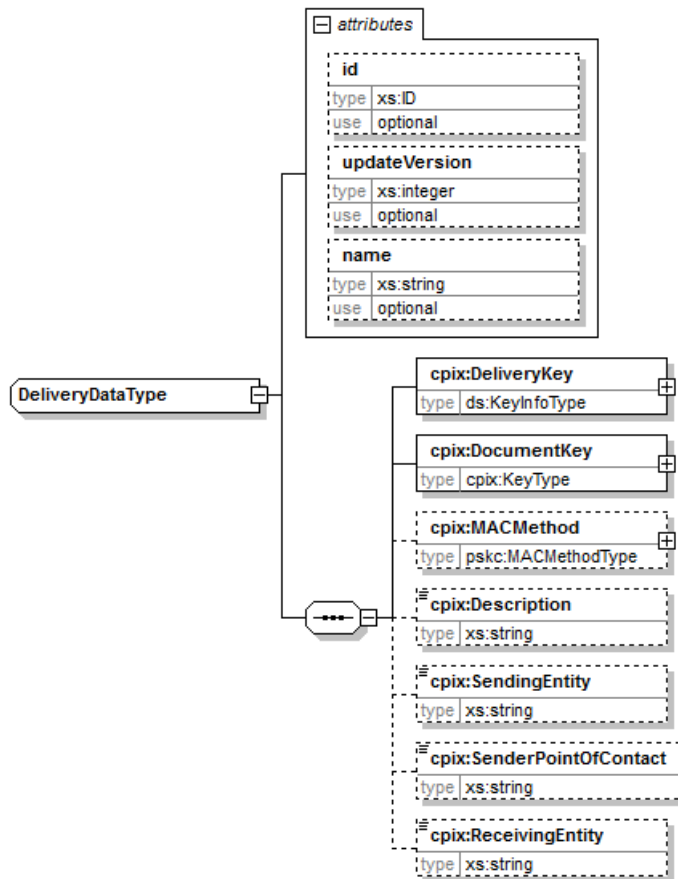 attributes
id
type xs:ID
use optional
updateVersion
type xs:integer
use optional
name
type xs:string
use optional
DeliveryDataType
cpix:DeliveryKey
type ds:KeyInfoType
cpix:DocumentKey
type cpix:KeyType
cpix:MACMethod
type pskc:MACMethodType
cpix:Description
type xs:string
cpix:SendingEntity
type xs:string
cpix:SenderPointOfContact
type xs:string
cpix:ReceivingEntity
type xs:string